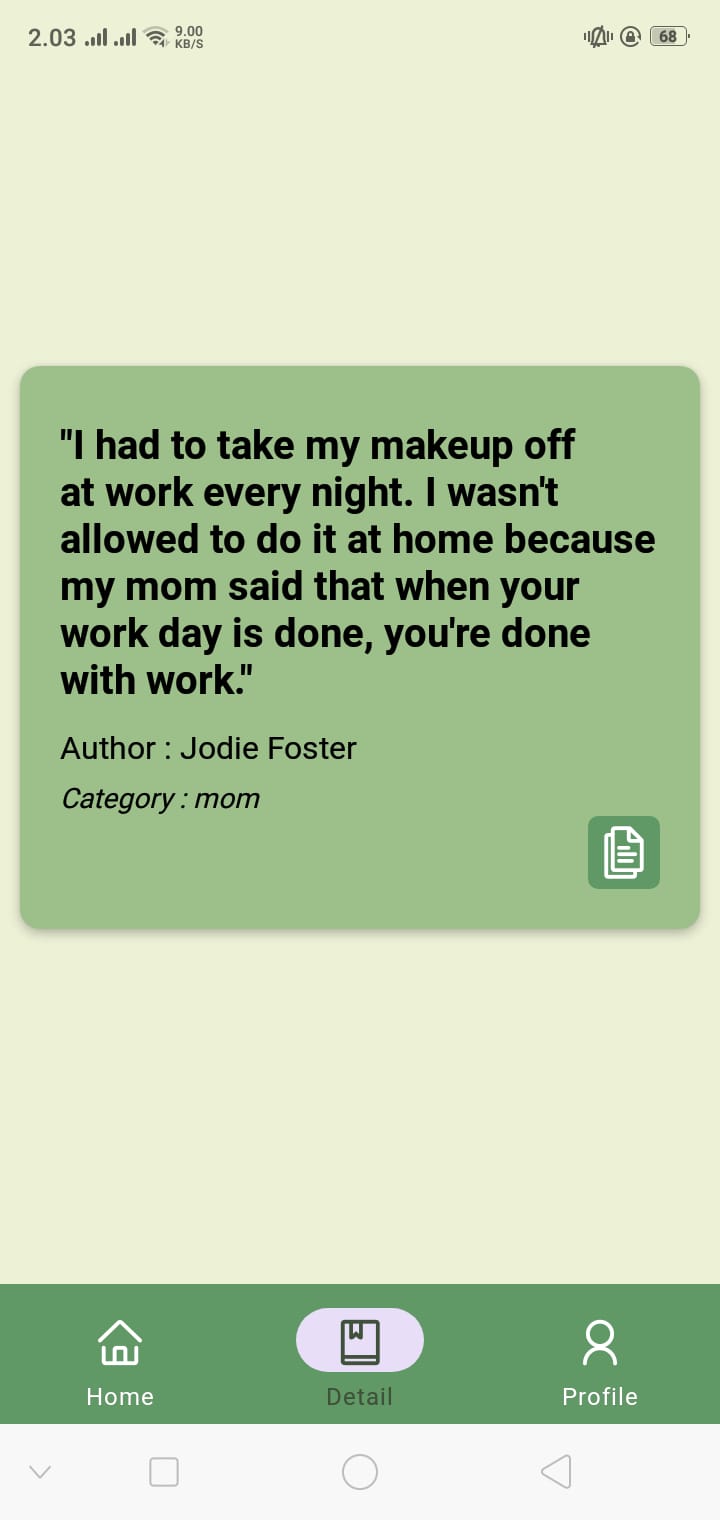 2.03 9.00 KB/S 68
"I had to take my makeup off
at work every night. I wasn't
allowed to do it at home because
my mom said that when your
work day is done, you're done
with work."
Author : Jodie Foster
Category : mom
Home Detail Profile